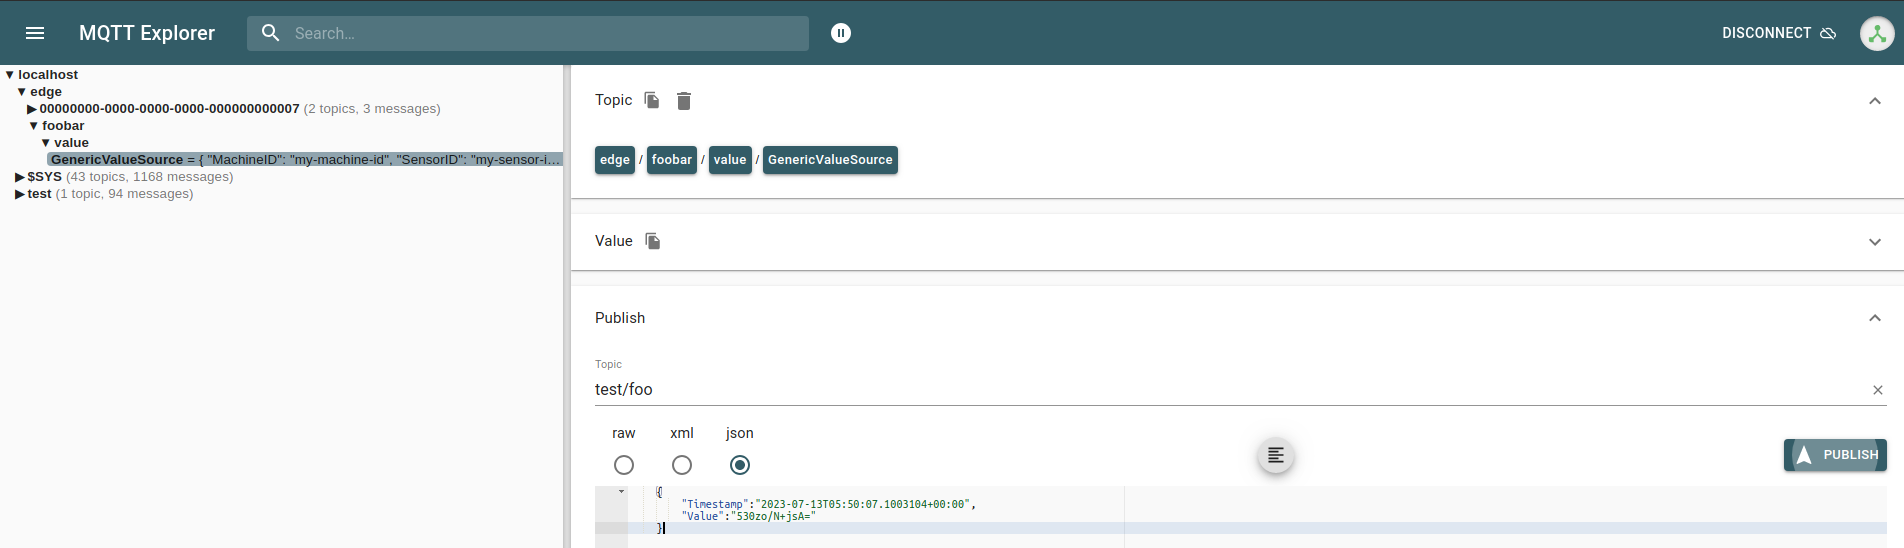 MQTT Explorer
Search...
DISCONNECT
▼ localhost
▼ edge
▶ 00000000-0000-0000-0000-000000000007 (2 topics, 3 messages)
▼ foobar
▼ value
GenericValueSource = { "MachineID": "my-machine-id", "SensorID": "my-sensor-i...
▶ $SYS (43 topics, 1168 messages)
▶ test (1 topic, 94 messages)
Topic
edge / foobar / value / GenericValueSource
Value
Publish
Topic
test/foo
raw xml json
PUBLISH
{
"Timestamp":"2023-07-13T05:50:07.1003104+00:00",
"Value":"530zo/N+jsA="
}